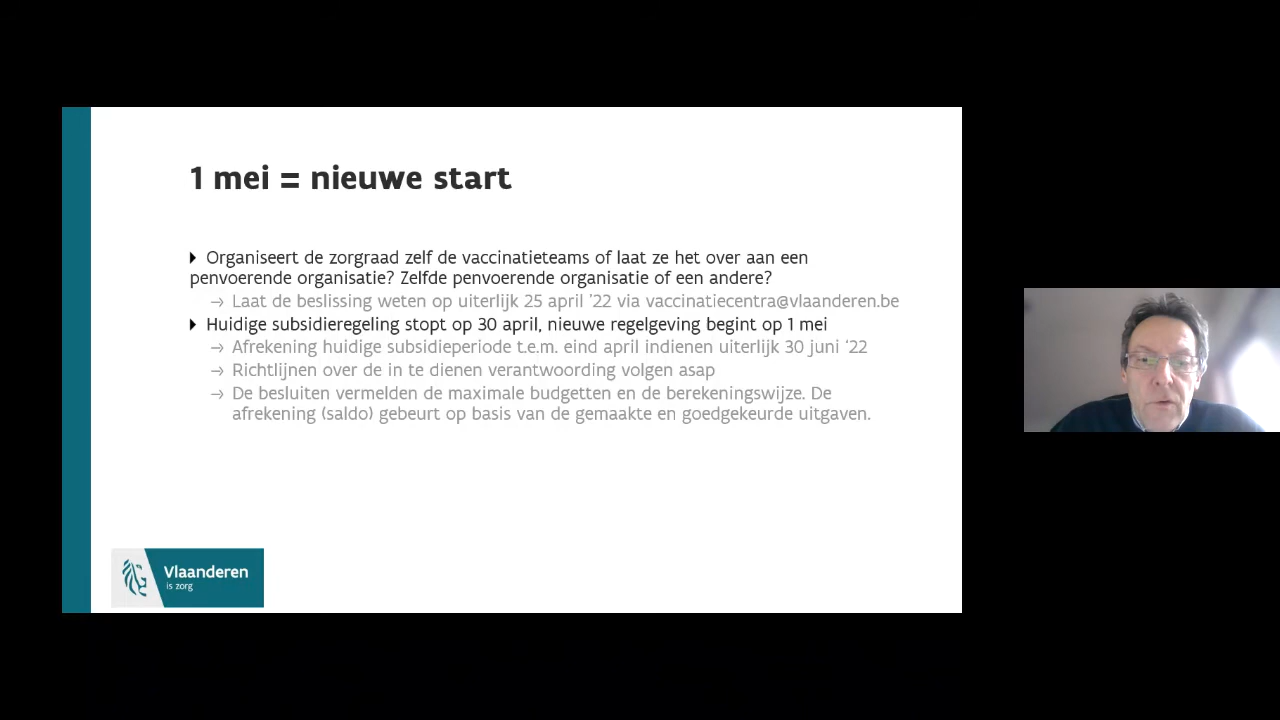 1 mei = nieuwe start
Organiseert de zorgraad zelf de vaccinatieteams of laat ze het over aan een
penvoerende organisatie? Zelfde penvoerende organisatie of een andere?
→ Laat de beslissing weten op uiterlijk 25 april ’22 via vaccinatiecentra@vlaanderen.be
Huidige subsidieregeling stopt op 30 april, nieuwe regelgeving begint op 1 mei
→ Afrekening huidige subsidieperiode t.e.m. eind april indienen uiterlijk 30 juni ‘22
→ Richtlijnen over de in te dienen verantwoording volgen asap
→ De besluiten vermelden de maximale budgetten en de berekeningswijze. De
afrekening (saldo) gebeurt op basis van de gemaakte en goedgekeurde uitgaven.
Vlaanderen
is zorg